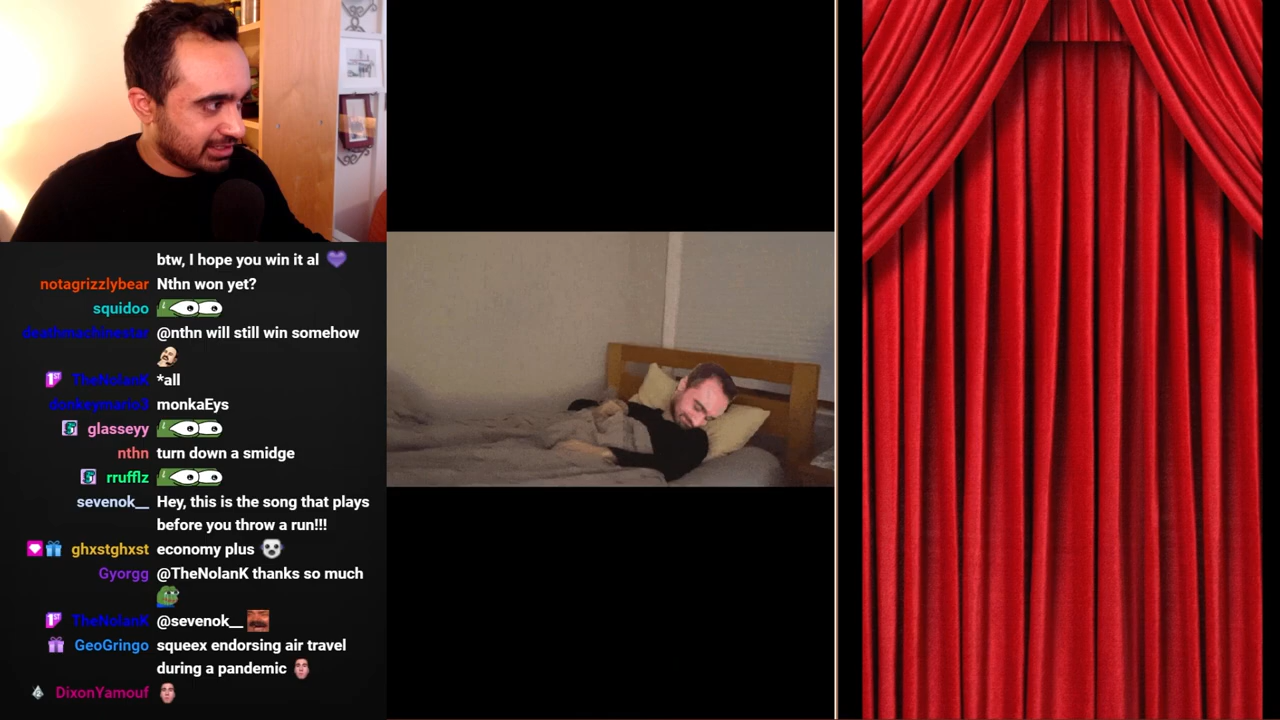 btw, I hope you win it al
notagrizzlybear Nthn won yet?
squidoo
deathmachinestar @nthn will still win somehow
TheNolanK *all
donkeymario3 monkaEys
glasseyy
nthn turn down a smidge
rrufflz
sevenok__ Hey, this is the song that plays
before you throw a run!!!
ghxstghxst economy plus
Gyorgg @TheNolanK thanks so much
TheNolanK @sevenok__
GeoGringo squeex endorsing air travel
during a pandemic
DixonYamouf